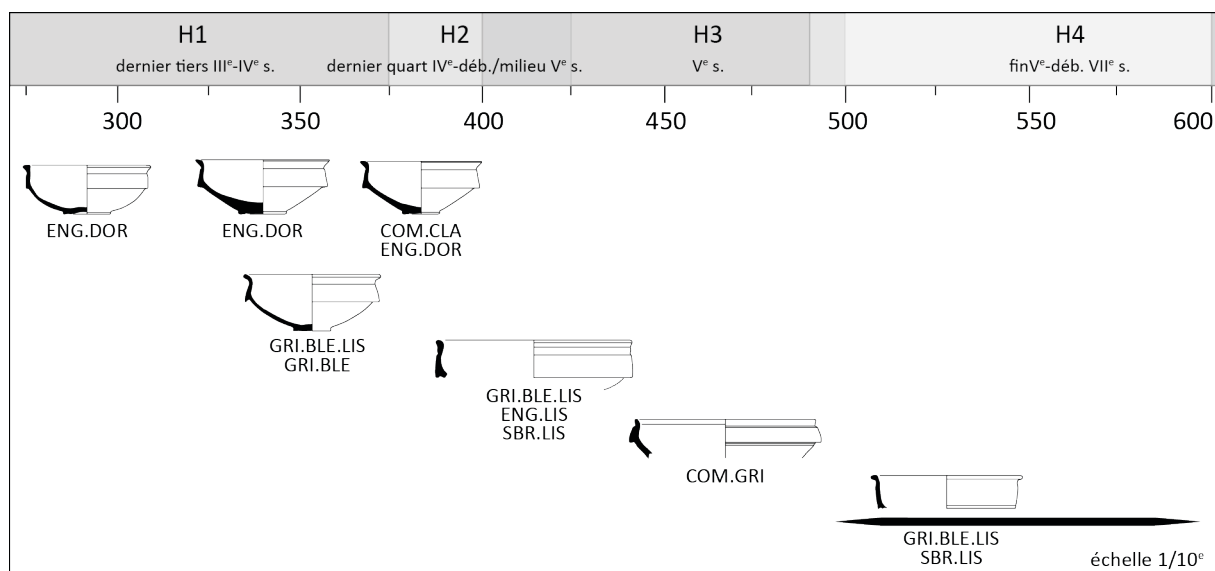 H1 H2 H3 H4
dernier tiers IIIᵉ-IVᵉ s. dernier quart IVᵉ-déb./milieu Vᵉ s. Vᵉ s. finVᵉ-déb. VIIᵉ s.
300 350 400 450 500 550 600
ENG.DOR ENG.DOR COM.CLA
ENG.DOR
GRI.BLE.LIS
GRI.BLE
GRI.BLE.LIS
ENG.LIS
SBR.LIS
COM.GRI
GRI.BLE.LIS
SBR.LIS
échelle 1/10ᵉ